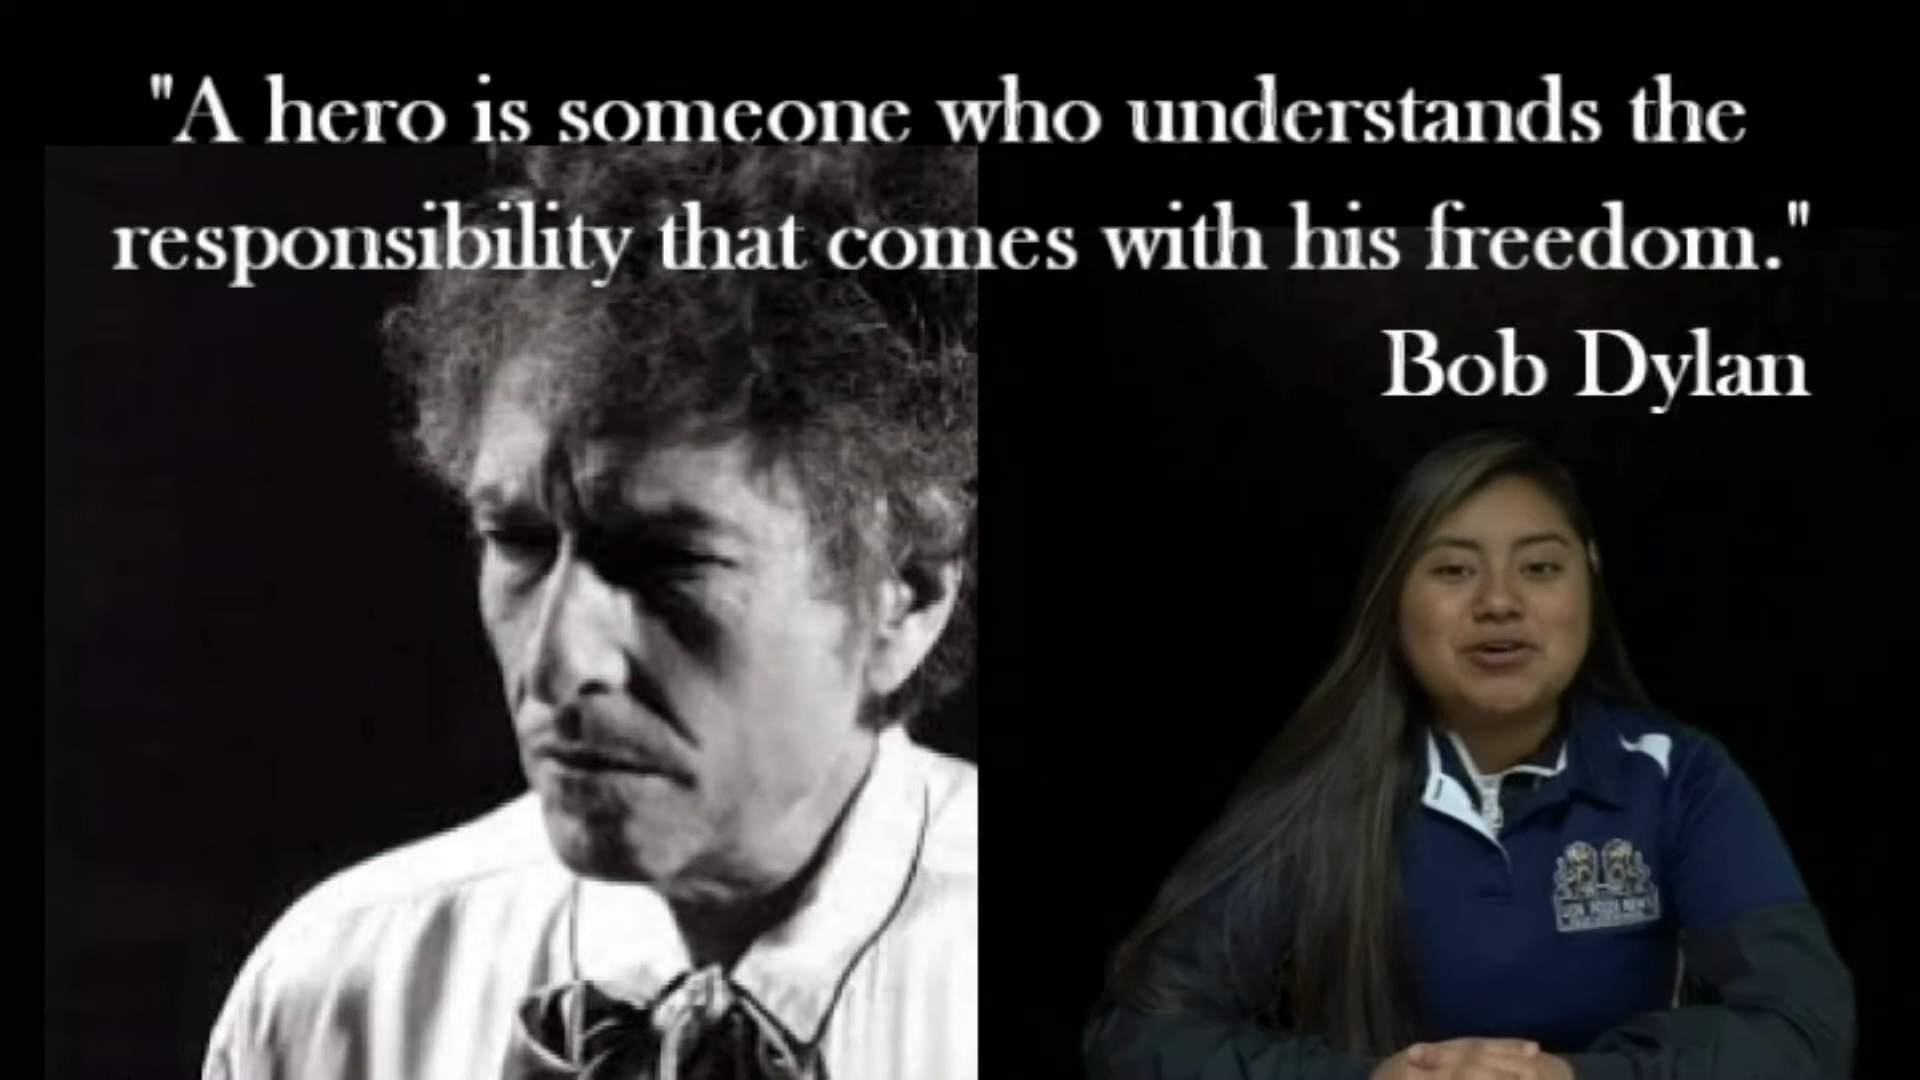 "A hero is someone who understands the
responsibility that comes with his freedom."
Bob Dylan